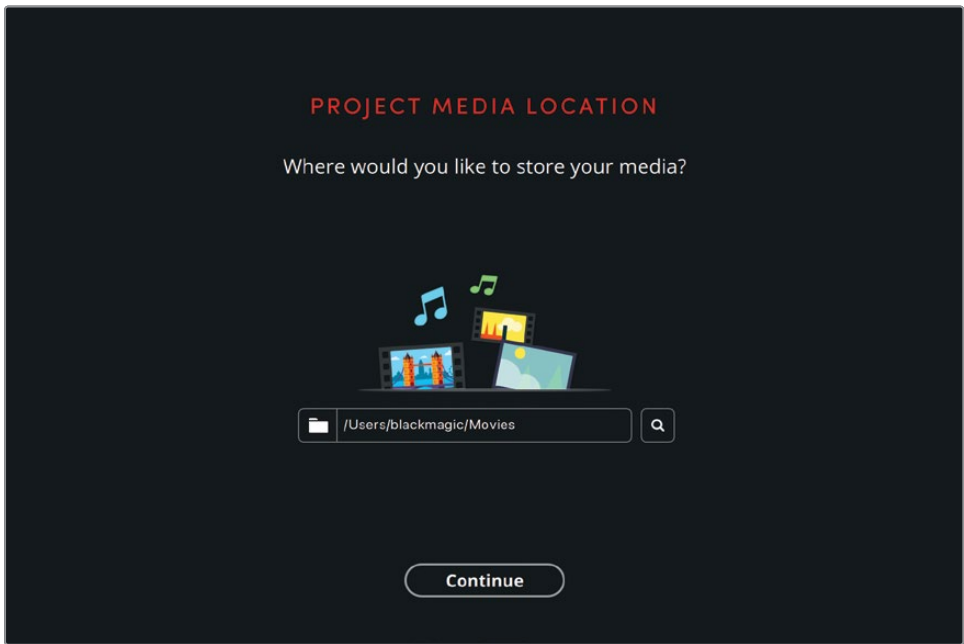 PROJECT MEDIA LOCATION
Where would you like to store your media?
/Users/blackmagic/Movies
Continue